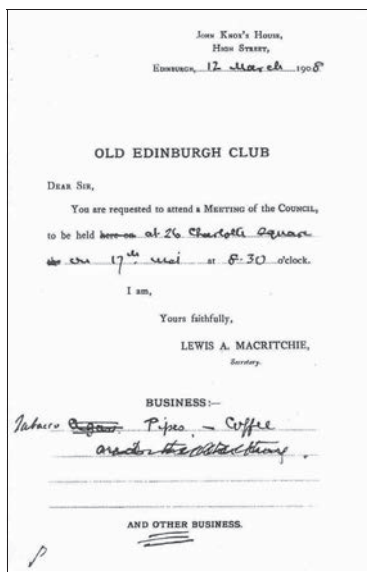 JOHN KNOX'S HOUSE,
HIGH STREET,
EDINBURGH, 12 March 1908
OLD EDINBURGH CLUB
DEAR SIR,
You are requested to attend a MEETING of the COUNCIL,
to be held here on at 26 Charlotte Square
on 17th inst at 8.30 o'clock.
I am,
Yours faithfully,
LEWIS A. MACRITCHIE,
Secretary.
BUSINESS:—
Tobacco Pipes – Coffee
AND OTHER BUSINESS.